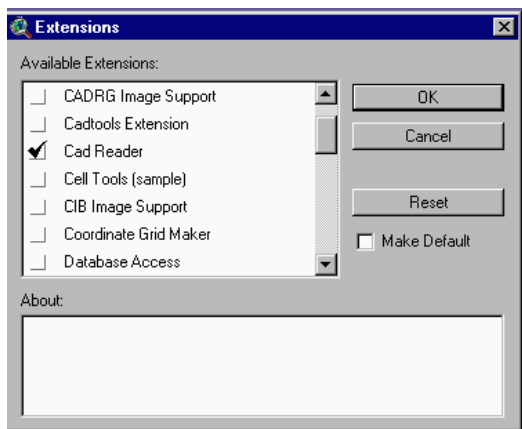 Extensions
Available Extensions:
CADRG Image Support
Cadtools Extension
Cad Reader
Cell Tools (sample)
CIB Image Support
Coordinate Grid Maker
Database Access
OK
Cancel
Reset
Make Default
About: